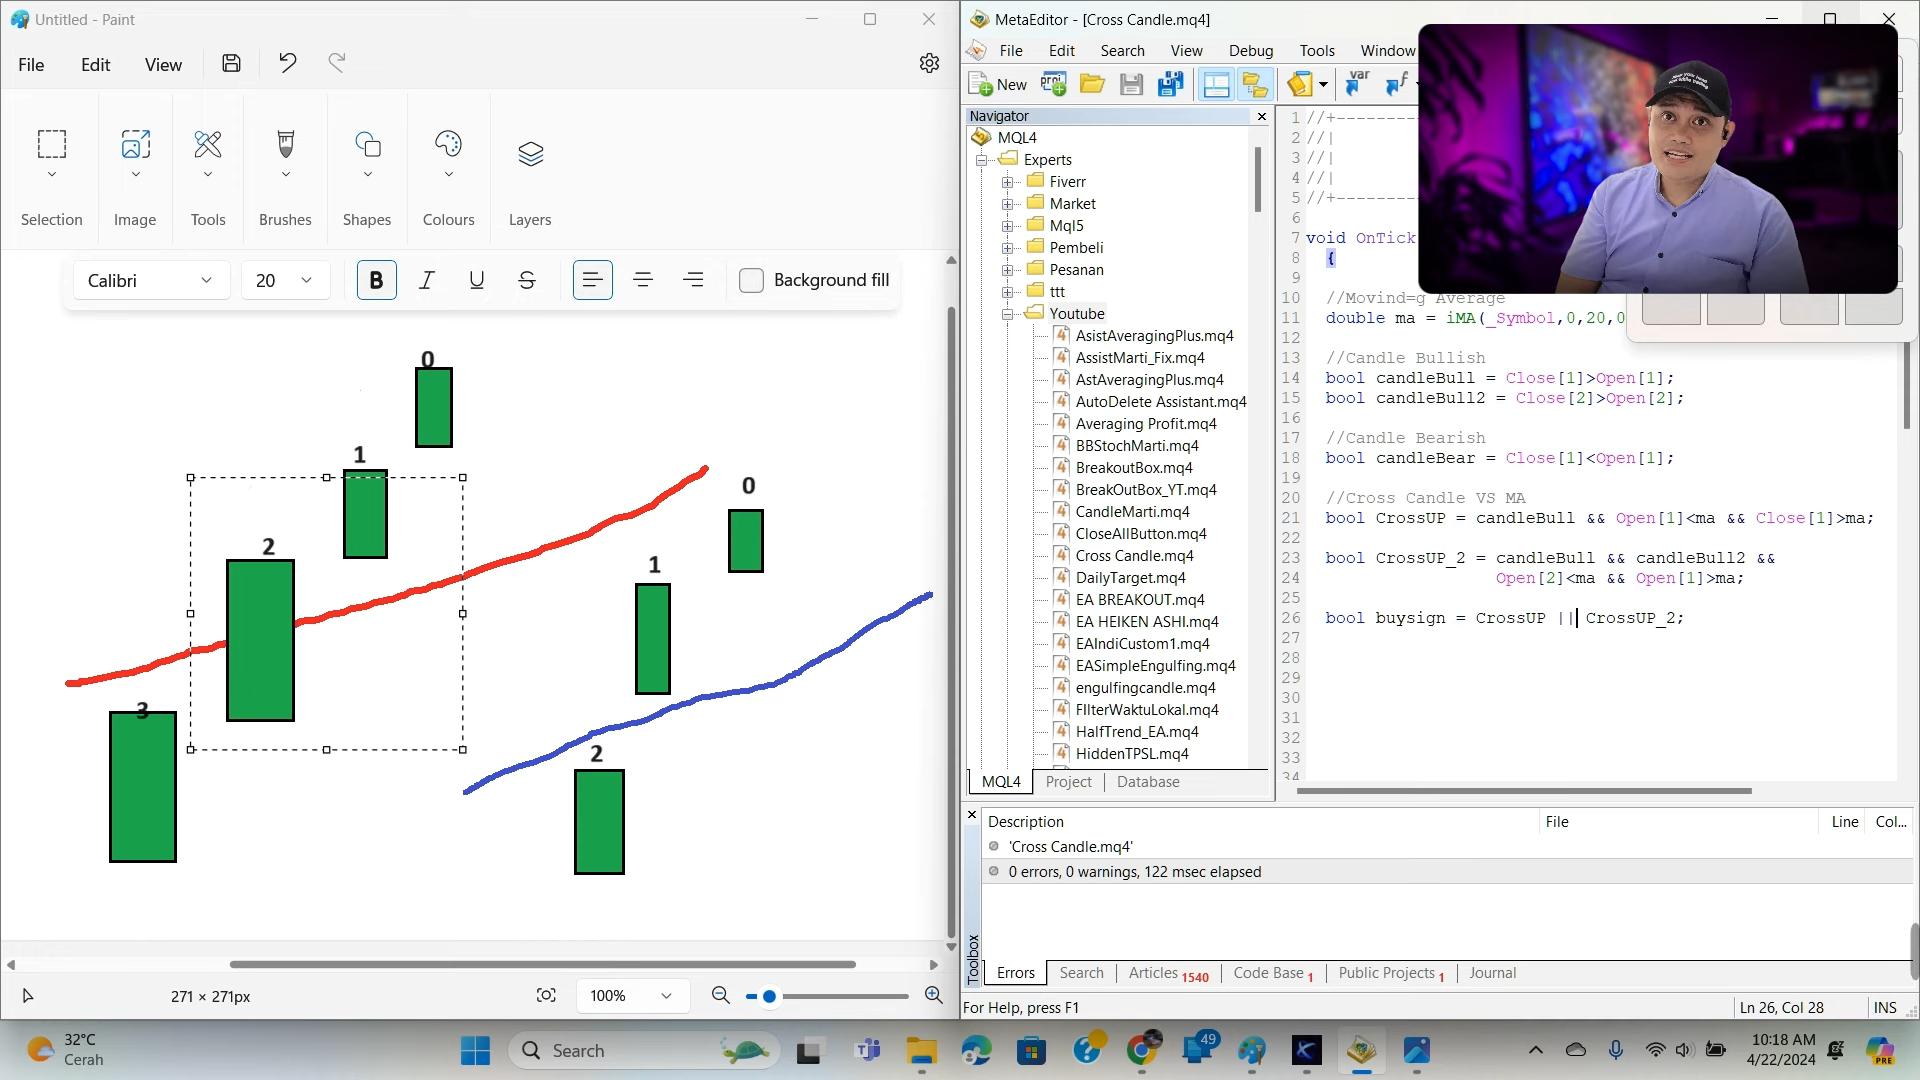 Untitled - Paint
File Edit View
Selection Image Tools Brushes Shapes Colours Layers
Calibri 20 B I U S Background fill
0
1
2
3
0
1
2
271 × 271px 100%
MetaEditor - [Cross Candle.mq4]
File Edit Search View Debug Tools Window
New
Navigator
MQL4
Experts
Fiverr
Market
Mql5
Pembeli
Pesanan
ttt
Youtube
AsistAveragingPlus.mq4
AssistMarti_Fix.mq4
AstAveragingPlus.mq4
AutoDelete Assistant.mq4
Averaging Profit.mq4
BBStochMarti.mq4
BreakoutBox.mq4
BreakOutBox_YT.mq4
CandleMarti.mq4
CloseAllButton.mq4
Cross Candle.mq4
DailyTarget.mq4
EA BREAKOUT.mq4
EA HEIKEN ASHI.mq4
EAIndiCustom1.mq4
EASimpleEngulfing.mq4
engulfingcandle.mq4
FIlterWaktuLokal.mq4
HalfTrend_EA.mq4
HiddenTPSL.mq4
MQL4 Project Database
1 //+---------
2 //|
3 //|
4 //|
5 //+---------
6
7 void OnTick
8 {
9
10 //Movind=g Average
11 double ma = iMA(_Symbol,0,20,0
12
13 //Candle Bullish
14 bool candleBull = Close[1]>Open[1];
15 bool candleBull2 = Close[2]>Open[2];
16
17 //Candle Bearish
18 bool candleBear = Close[1]<Open[1];
19
20 //Cross Candle VS MA
21 bool CrossUP = candleBull && Open[1]<ma && Close[1]>ma;
22
23 bool CrossUP_2 = candleBull && candleBull2 &&
24 Open[2]<ma && Open[1]>ma;
25
26 bool buysign = CrossUP || CrossUP_2;
27
28
29
30
31
32
33
34
Description File Line Col...
'Cross Candle.mq4'
0 errors, 0 warnings, 122 msec elapsed
Toolbox
Errors Search Articles 1540 Code Base 1 Public Projects 1 Journal
For Help, press F1 Ln 26, Col 28 INS
32°C
Cerah
Search
49
10:18 AM
4/22/2024
PRE